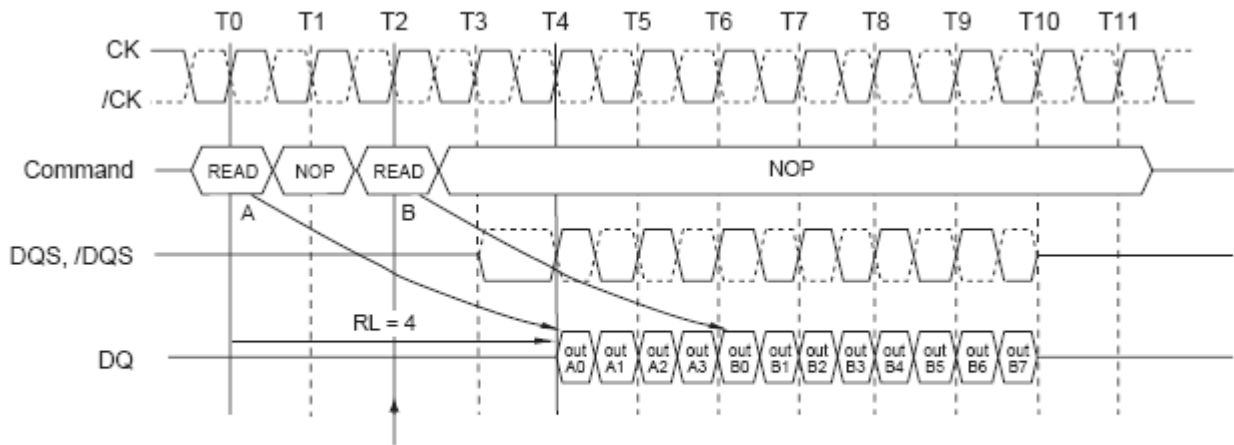 T0 T1 T2 T3 T4 T5 T6 T7 T8 T9 T10 T11
CK
/CK
Command READ NOP READ NOP
A B
DQS, /DQS
RL = 4
DQ out A0 out A1 out A2 out A3 out B0 out B1 out B2 out B3 out B4 out B5 out B6 out B7